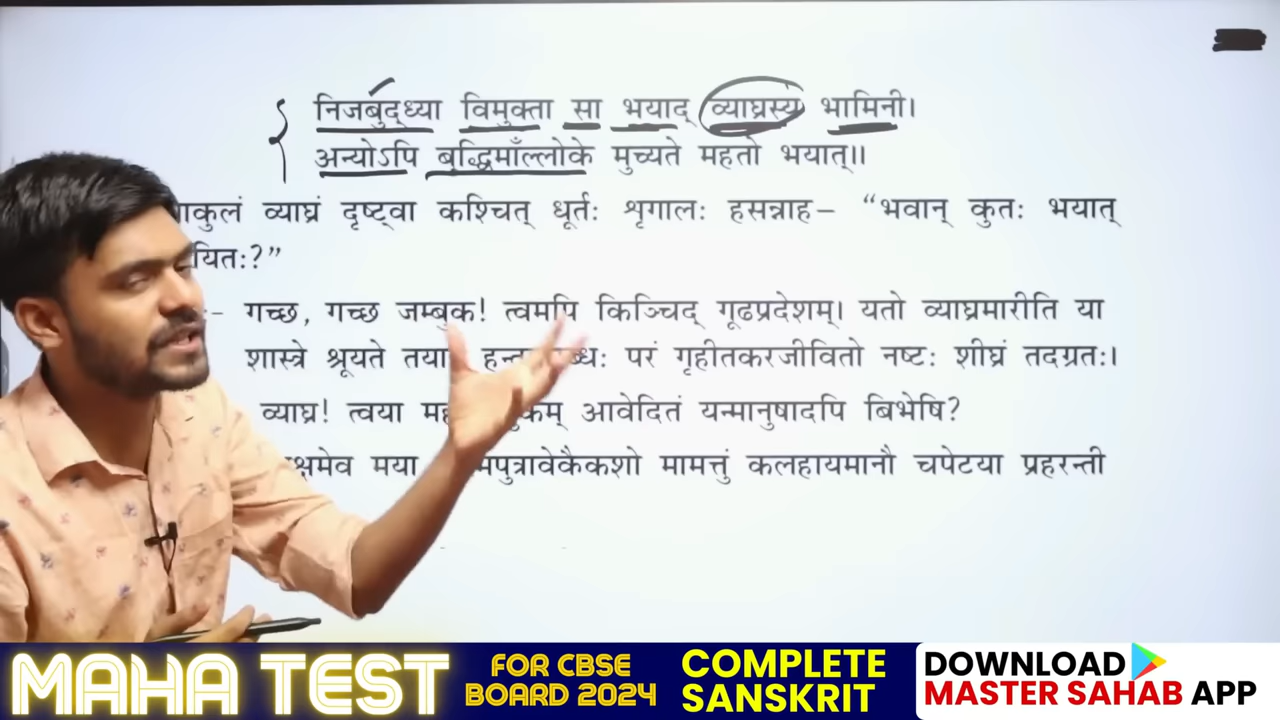 निजबुद्ध्या विमुक्ता सा भयाद् व्याघ्रस्य भामिनी।
अन्योऽपि बुद्धिमाँल्लोके मुच्यते महतो भयात्॥
व्याघ्रं दृष्ट्वा कश्चित् धूर्तः शृगालः हसन्नाह– “भवान् कुतः भयात्
गच्छ, गच्छ जम्बुक! त्वमपि किञ्चिद् गूढप्रदेशम्। यतो व्याघ्रमारीति या
शास्त्रे श्रूयते परं गृहीतकरजीवितो नष्टः शीघ्रं तदग्रतः।
व्याघ्र! त्वया आवेदितं यन्मानुषादपि बिभेषि?
मया मामत्तुं कलहायमानौ चपेटया प्रहरन्ती
MAHA TEST
FOR CBSE
BOARD 2024
COMPLETE
SANSKRIT
DOWNLOAD
MASTER SAHAB APP